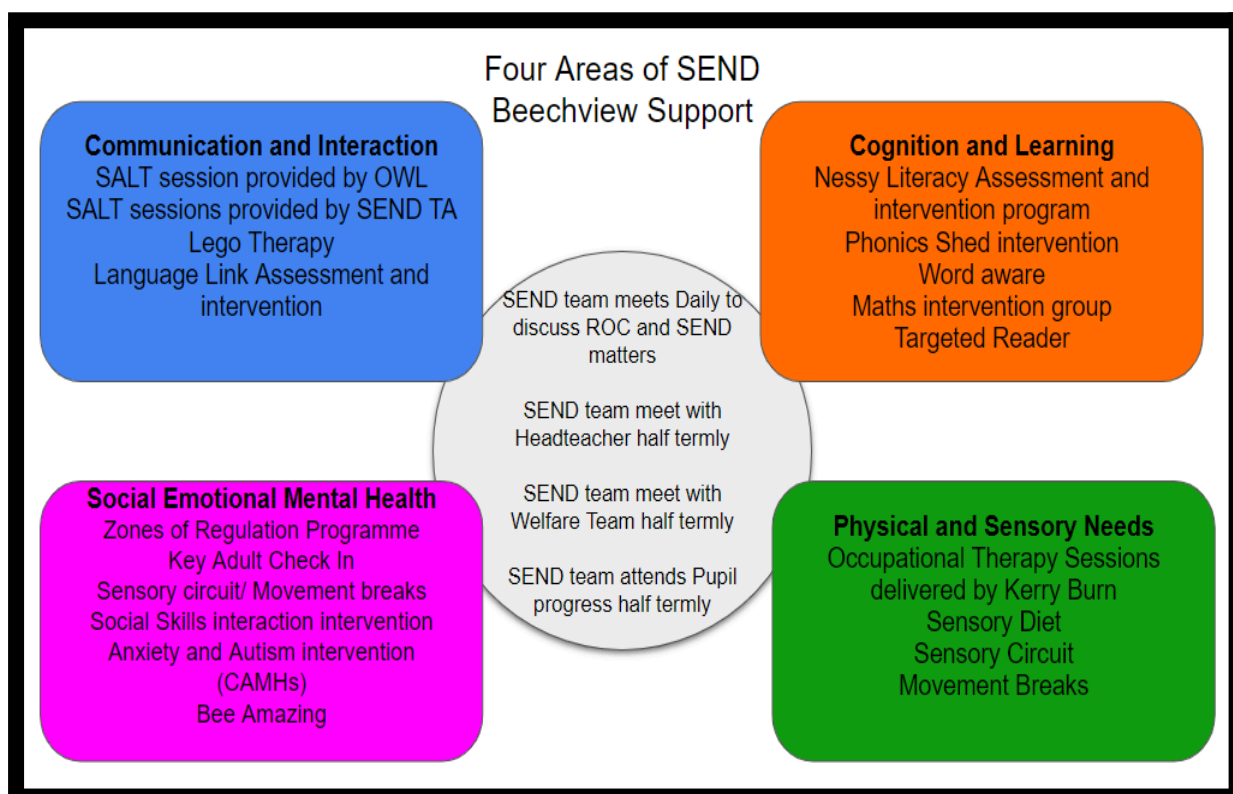 Four Areas of SEND
Beechview Support
Communication and Interaction
SALT session provided by OWL
SALT sessions provided by SEND TA
Lego Therapy
Language Link Assessment and
intervention
Cognition and Learning
Nessy Literacy Assessment and
intervention program
Phonics Shed intervention
Word aware
Maths intervention group
Targeted Reader
SEND team meets Daily to
discuss ROC and SEND
matters
SEND team meet with
Headteacher half termly
SEND team meet with
Welfare Team half termly
SEND team attends Pupil
progress half termly
Social Emotional Mental Health
Zones of Regulation Programme
Key Adult Check In
Sensory circuit/ Movement breaks
Social Skills interaction intervention
Anxiety and Autism intervention
(CAMHs)
Bee Amazing
Physical and Sensory Needs
Occupational Therapy Sessions
delivered by Kerry Burn
Sensory Diet
Sensory Circuit
Movement Breaks